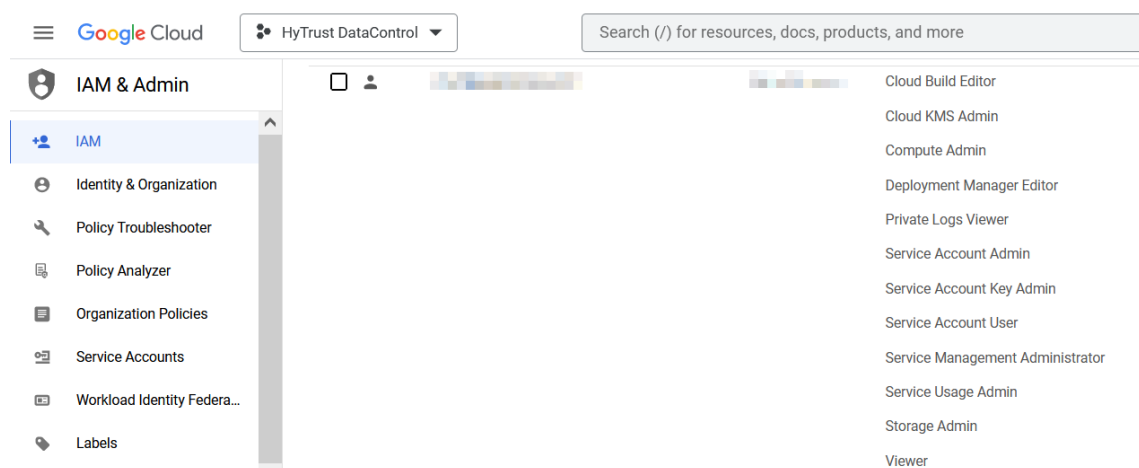 Google Cloud
HyTrust DataControl
Search (/) for resources, docs, products, and more
IAM & Admin
IAM
Identity & Organization
Policy Troubleshooter
Policy Analyzer
Organization Policies
Service Accounts
Workload Identity Federa...
Labels
Cloud Build Editor
Cloud KMS Admin
Compute Admin
Deployment Manager Editor
Private Logs Viewer
Service Account Admin
Service Account Key Admin
Service Account User
Service Management Administrator
Service Usage Admin
Storage Admin
Viewer